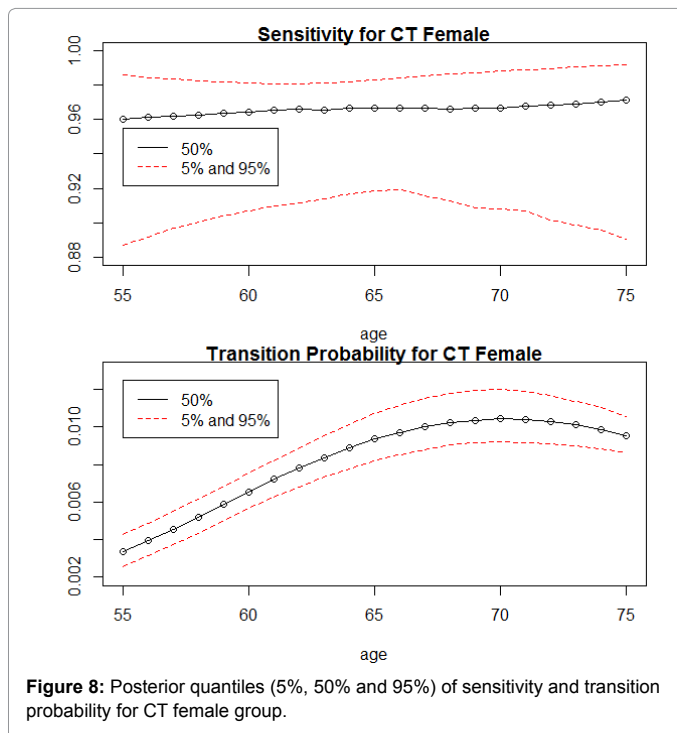 Sensitivity for CT Female
1.00
0.96
0.92
0.88
50%
5% and 95%
55 60 65 70 75
age
Transition Probability for CT Female
0.010
0.006
0.002
50%
5% and 95%
55 60 65 70 75
age
Figure 8: Posterior quantiles (5%, 50% and 95%) of sensitivity and transition
probability for CT female group.